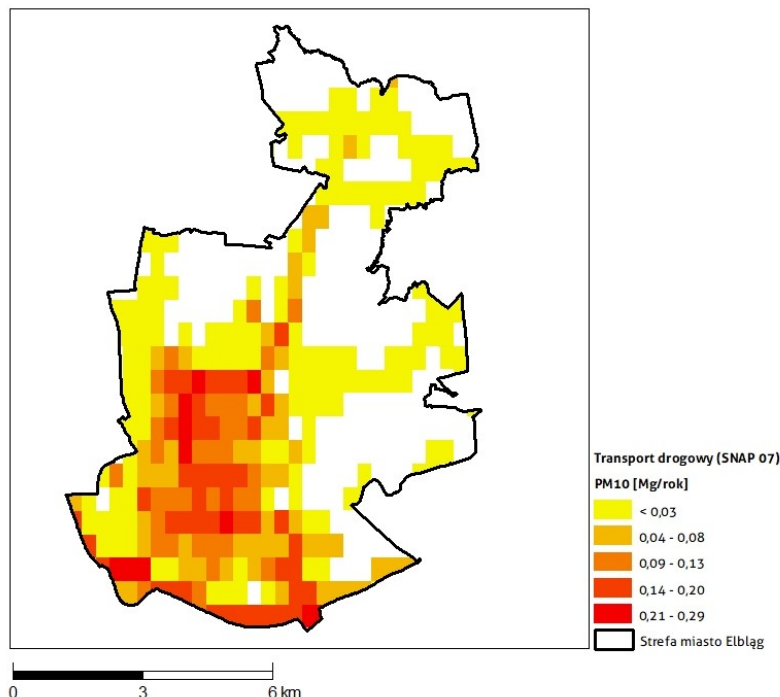 Transport drogowy (SNAP 07)
PM10 [Mg/rok]
< 0,03
0,04 - 0,08
0,09 - 0,13
0,14 - 0,20
0,21 - 0,29
Strefa miasto Elbląg
0 3 6 km